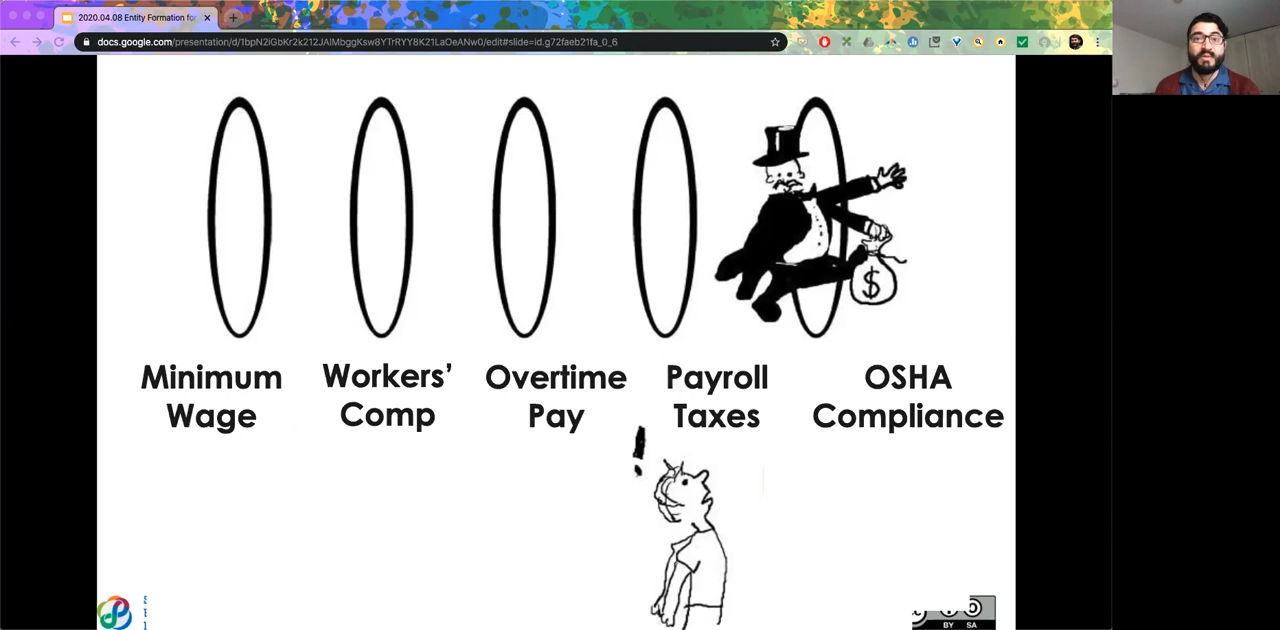 2020.04.08 Entity Formation for
docs.google.com/presentation/d/1bpN2iGbKr2k212JAIMbggKsw8YTrRYY8K21LaOeANw0/edit#slide=id.g72faeb21fa_0_6
$
Minimum
Wage
Workers’
Comp
Overtime
Pay
Payroll
Taxes
OSHA
Compliance
!
BY SA